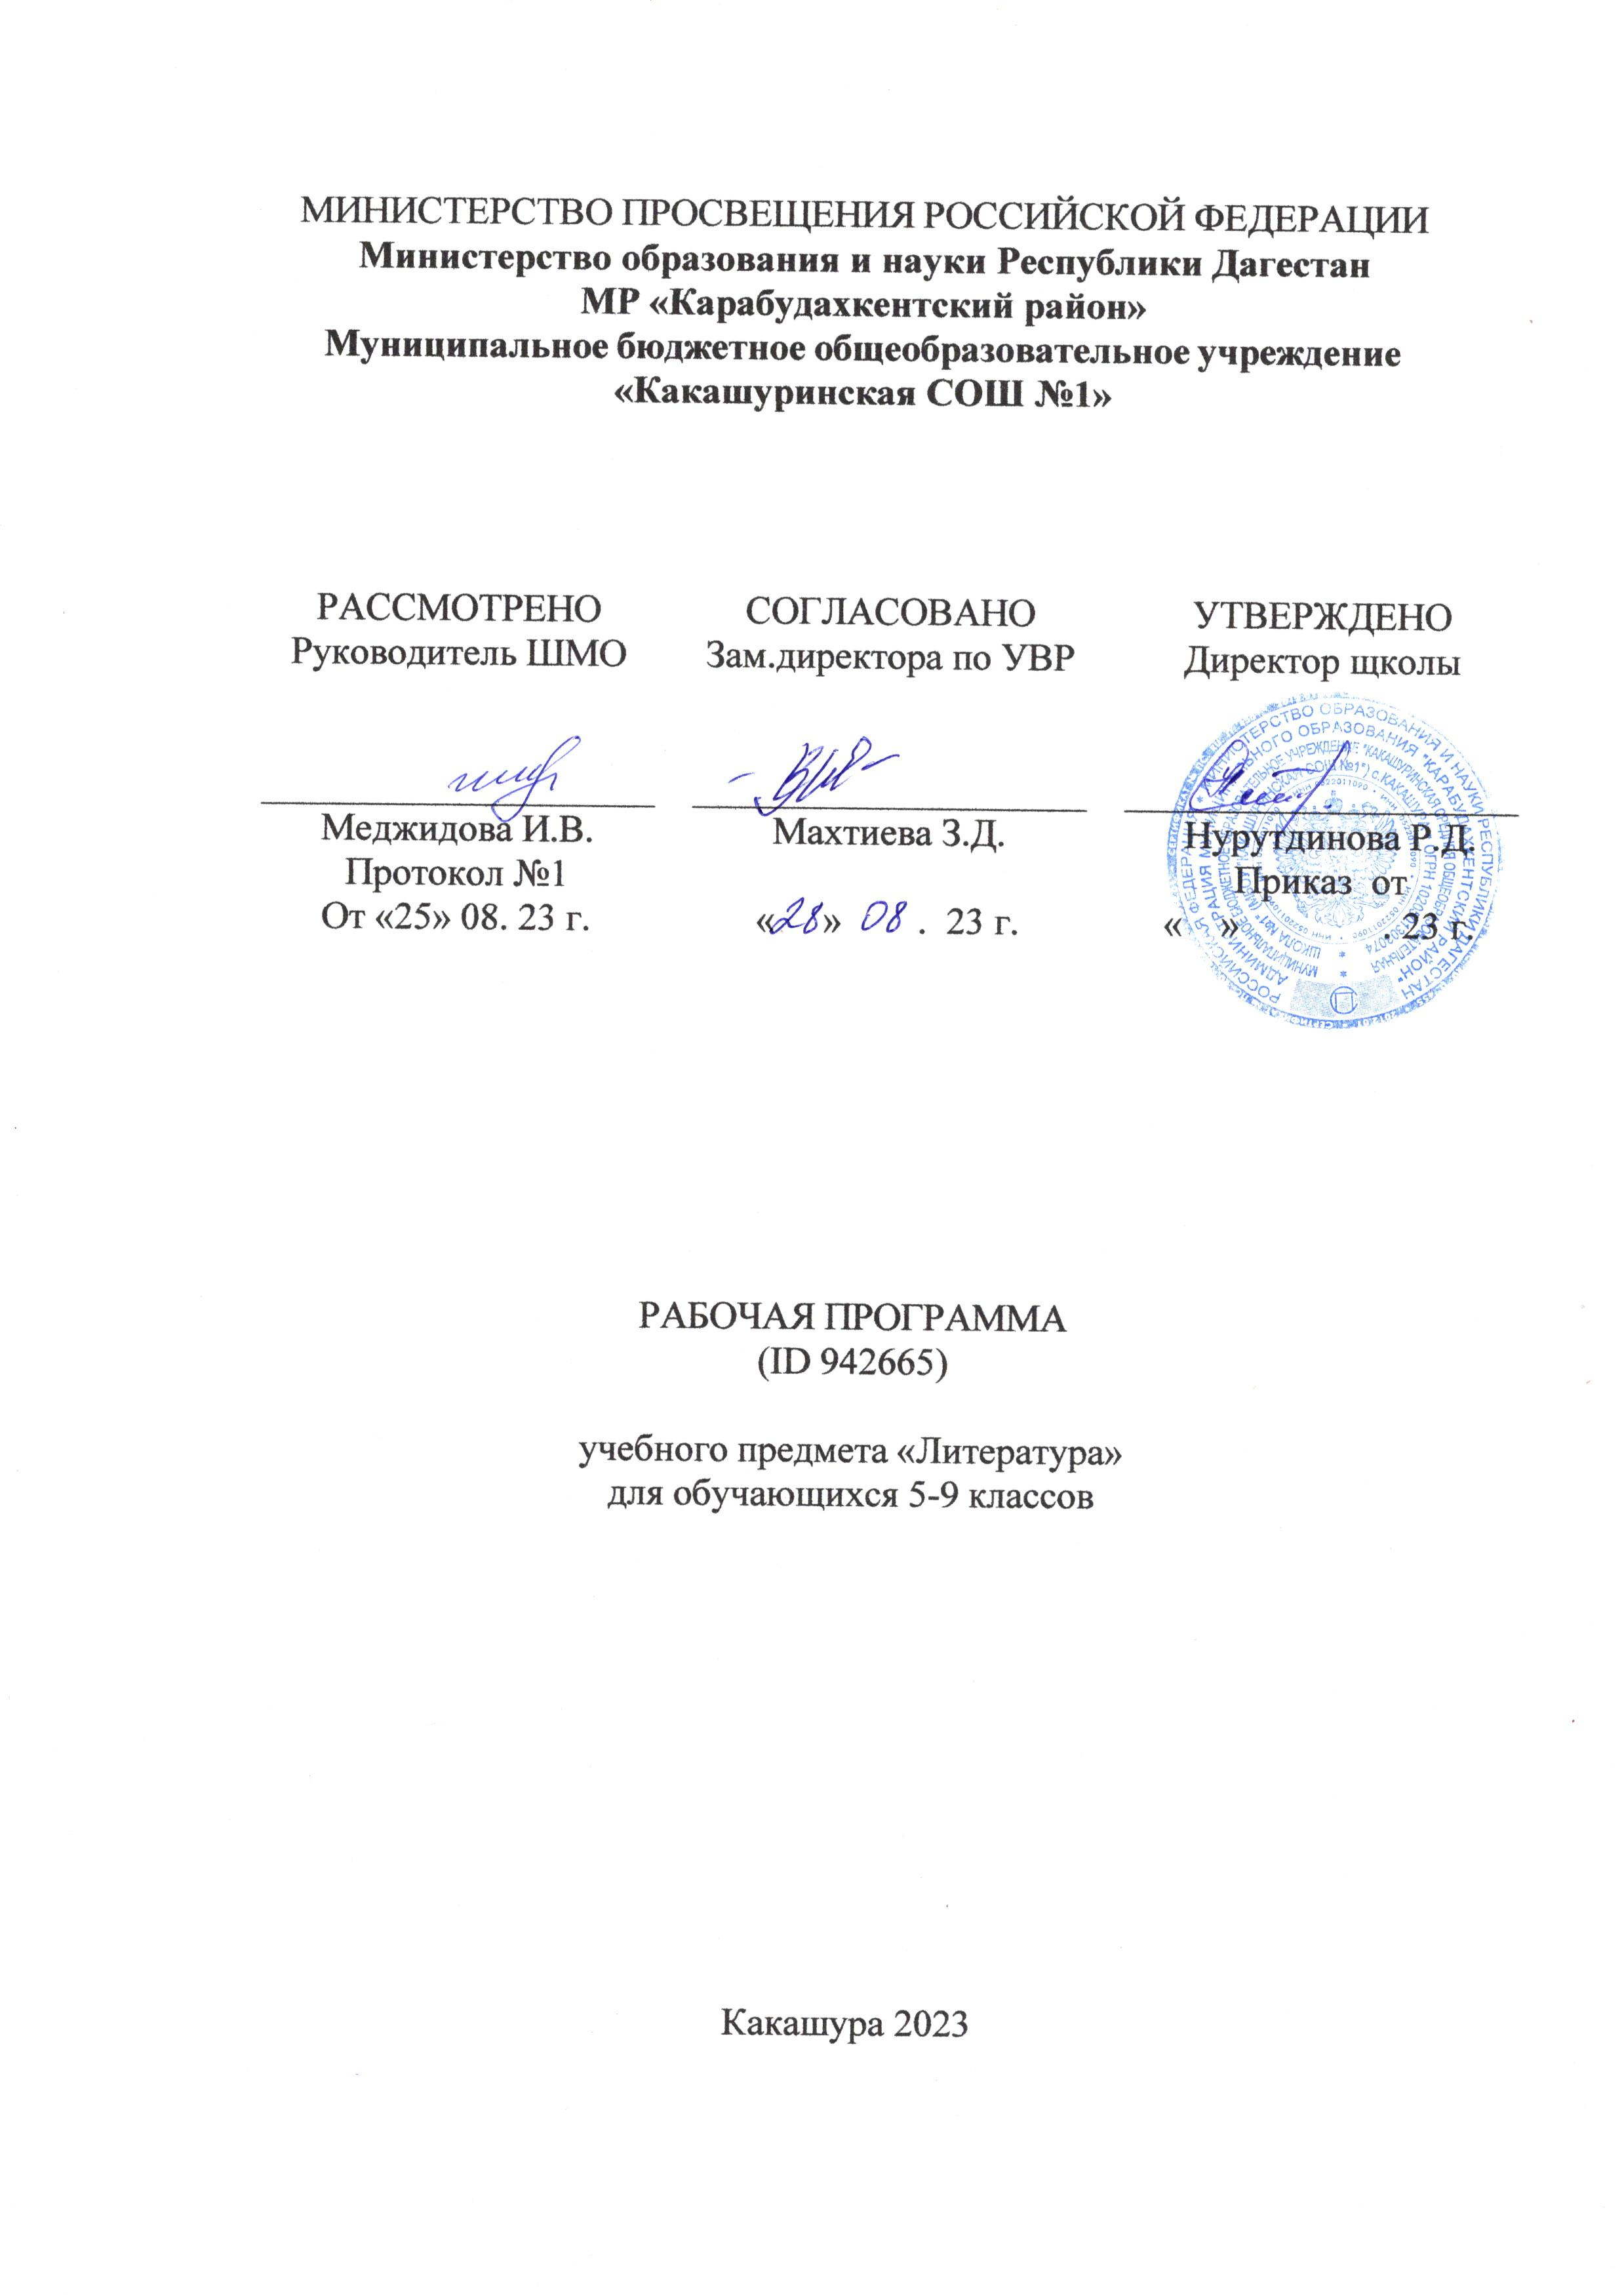 МИНИСТЕРСТВО ПРОСВЕЩЕНИЯ РОССИЙСКОЙ ФЕДЕРАЦИИ
Министерство образования и науки Республики Дагестан
МР «Карабудахкентский район»
Муниципальное бюджетное общеобразовательное учреждение
«Какашуринская СОШ №1»
РАССМОТРЕНО
Руководитель ШМО
Меджидова И.В.
Протокол №1
От «25» 08. 23 г.
СОГЛАСОВАНО
Зам.директора по УВР
Махтиева З.Д.
«28» 08 . 23 г.
УТВЕРЖДЕНО
Директор щколы
Нурутдинова Р.Д.
Приказ от
« » . 23 г.
РАБОЧАЯ ПРОГРАММА
(ID 942665)
учебного предмета «Литература»
для обучающихся 5-9 классов
Какашура 2023